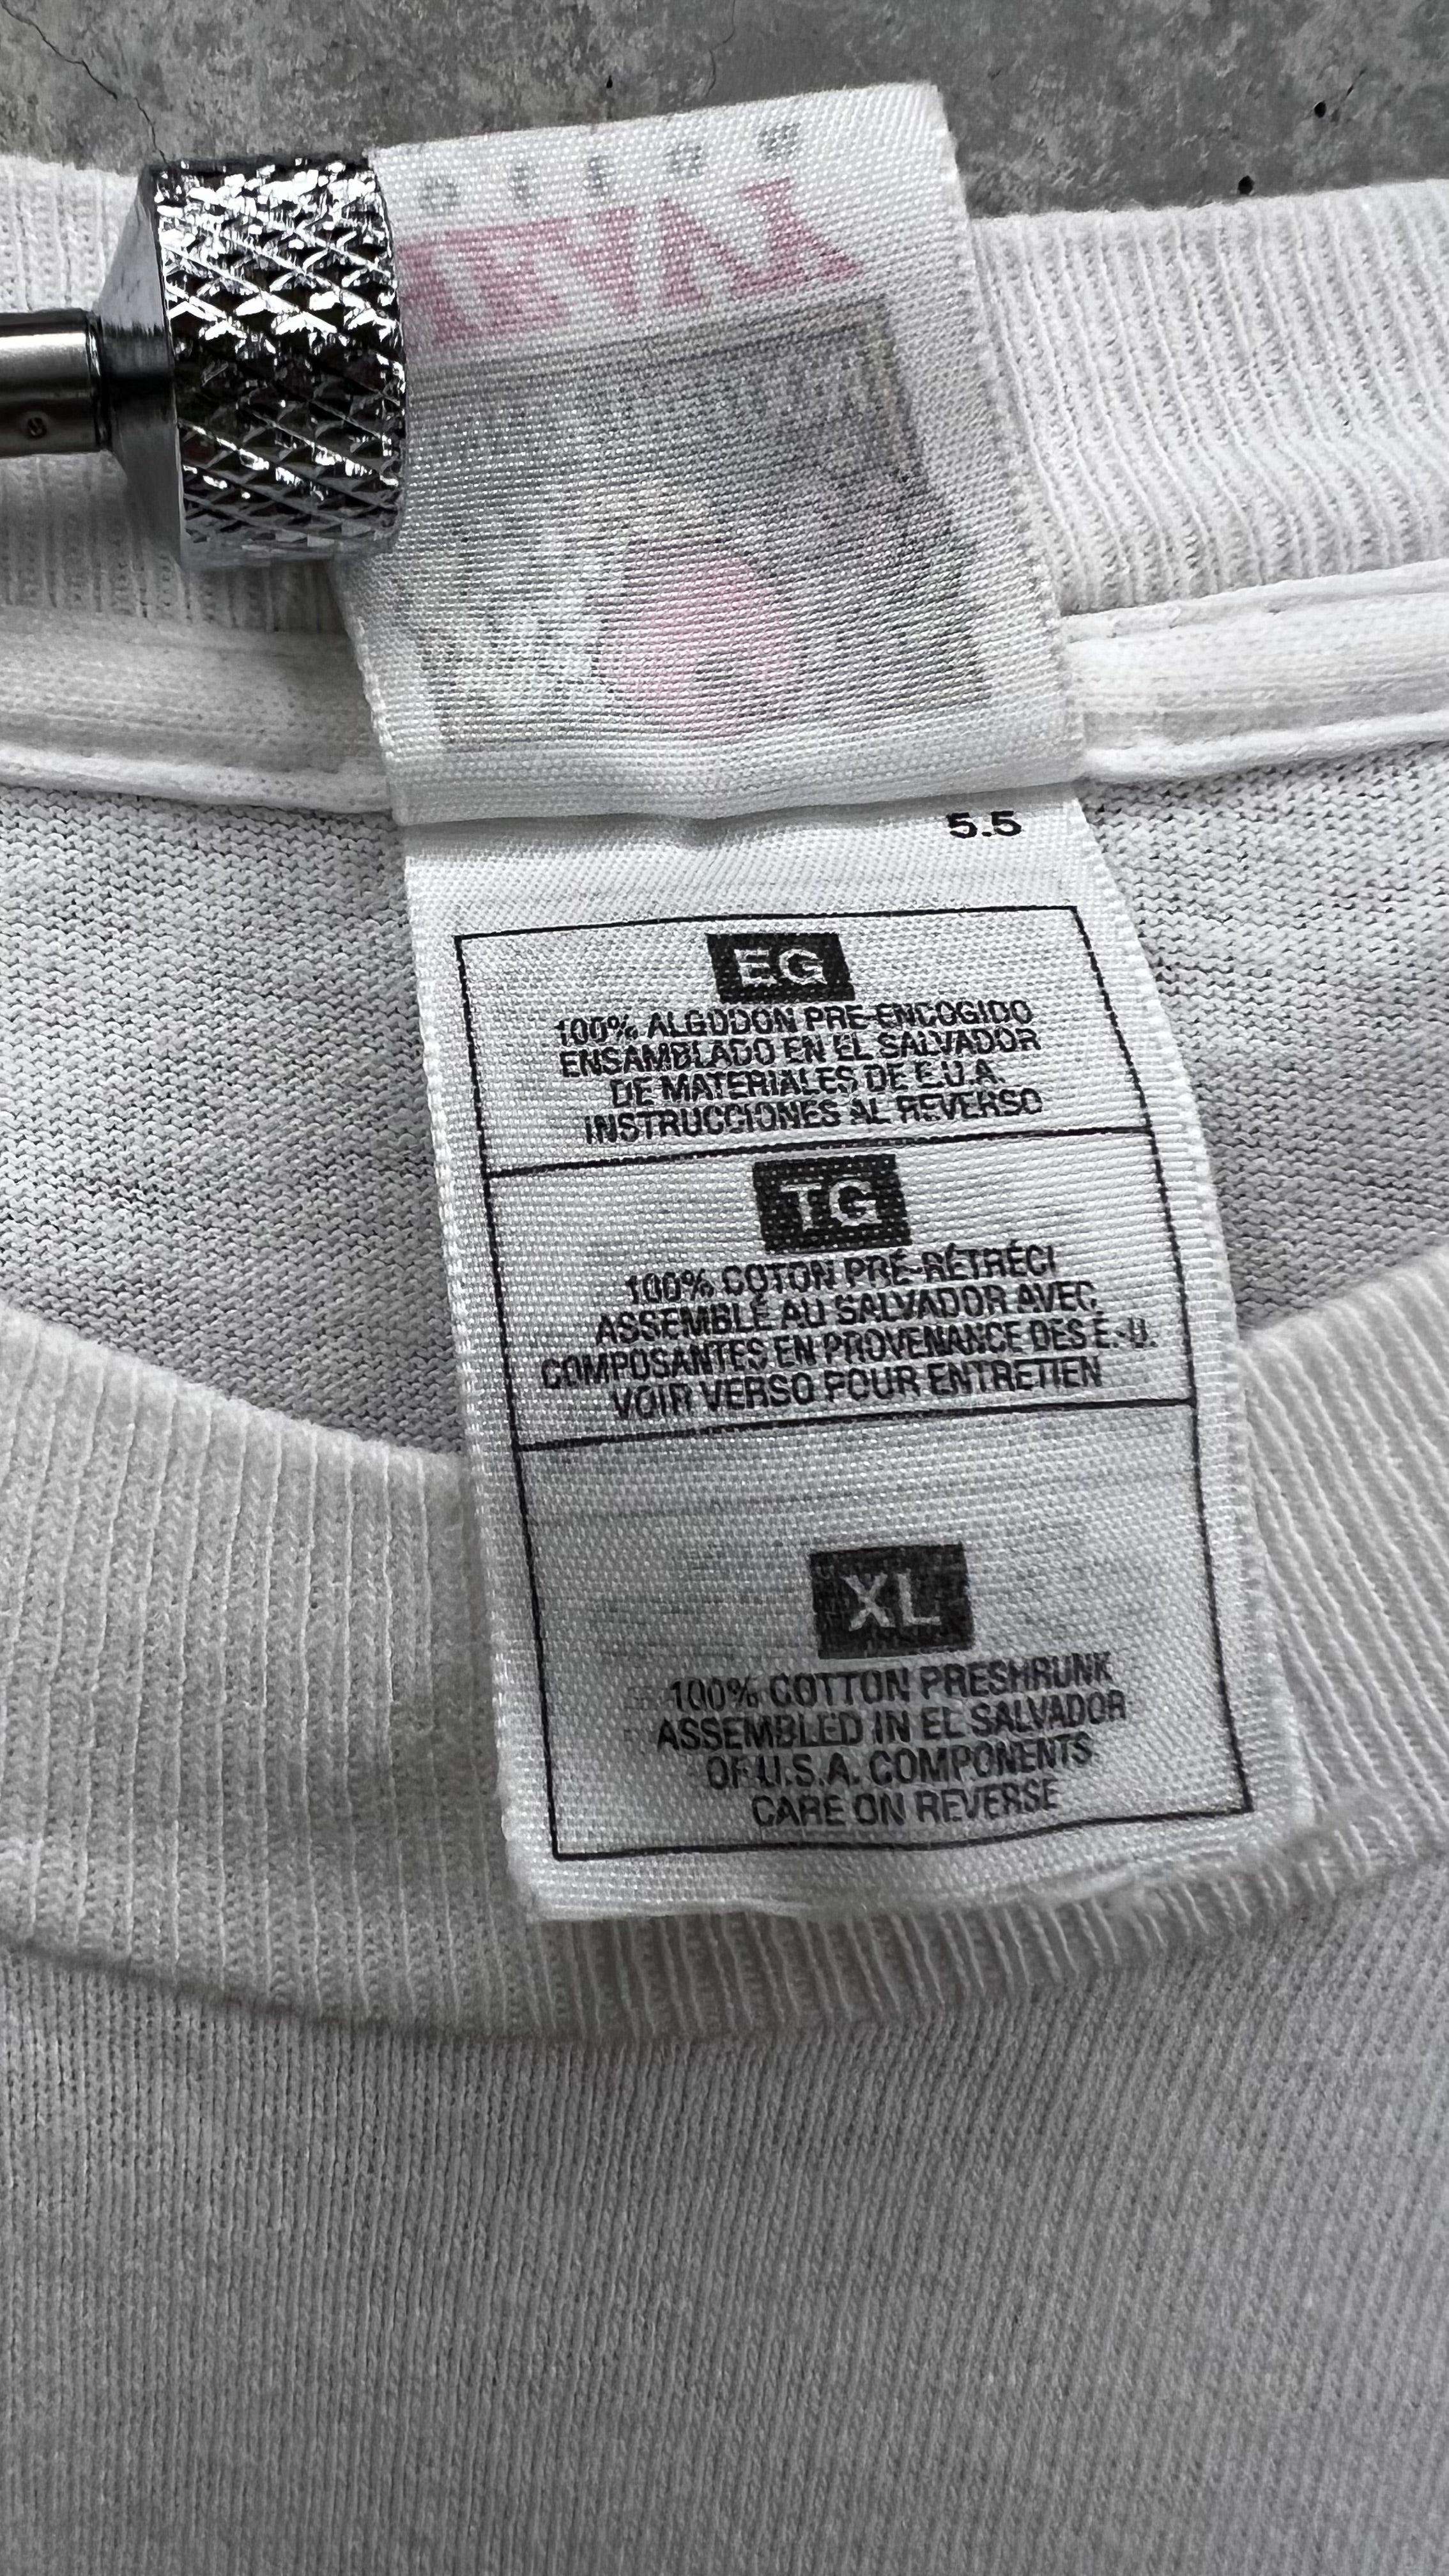 5.5
EG
100% ALGODON PRE-ENCOGIDO
ENSAMBLADO EN EL SALVADOR
DE MATERIALES DE E.U.A.
INSTRUCCIONES AL REVERSO
TG
100% COTON PRÉ-RÉTRÉCI
ASSEMBLÉ AU SALVADOR AVEC
COMPOSANTES EN PROVENANCE DES É.-U.
VOIR VERSO POUR ENTRETIEN
XL
100% COTTON PRESHRUNK
ASSEMBLED IN EL SALVADOR
OF U.S.A. COMPONENTS
CARE ON REVERSE